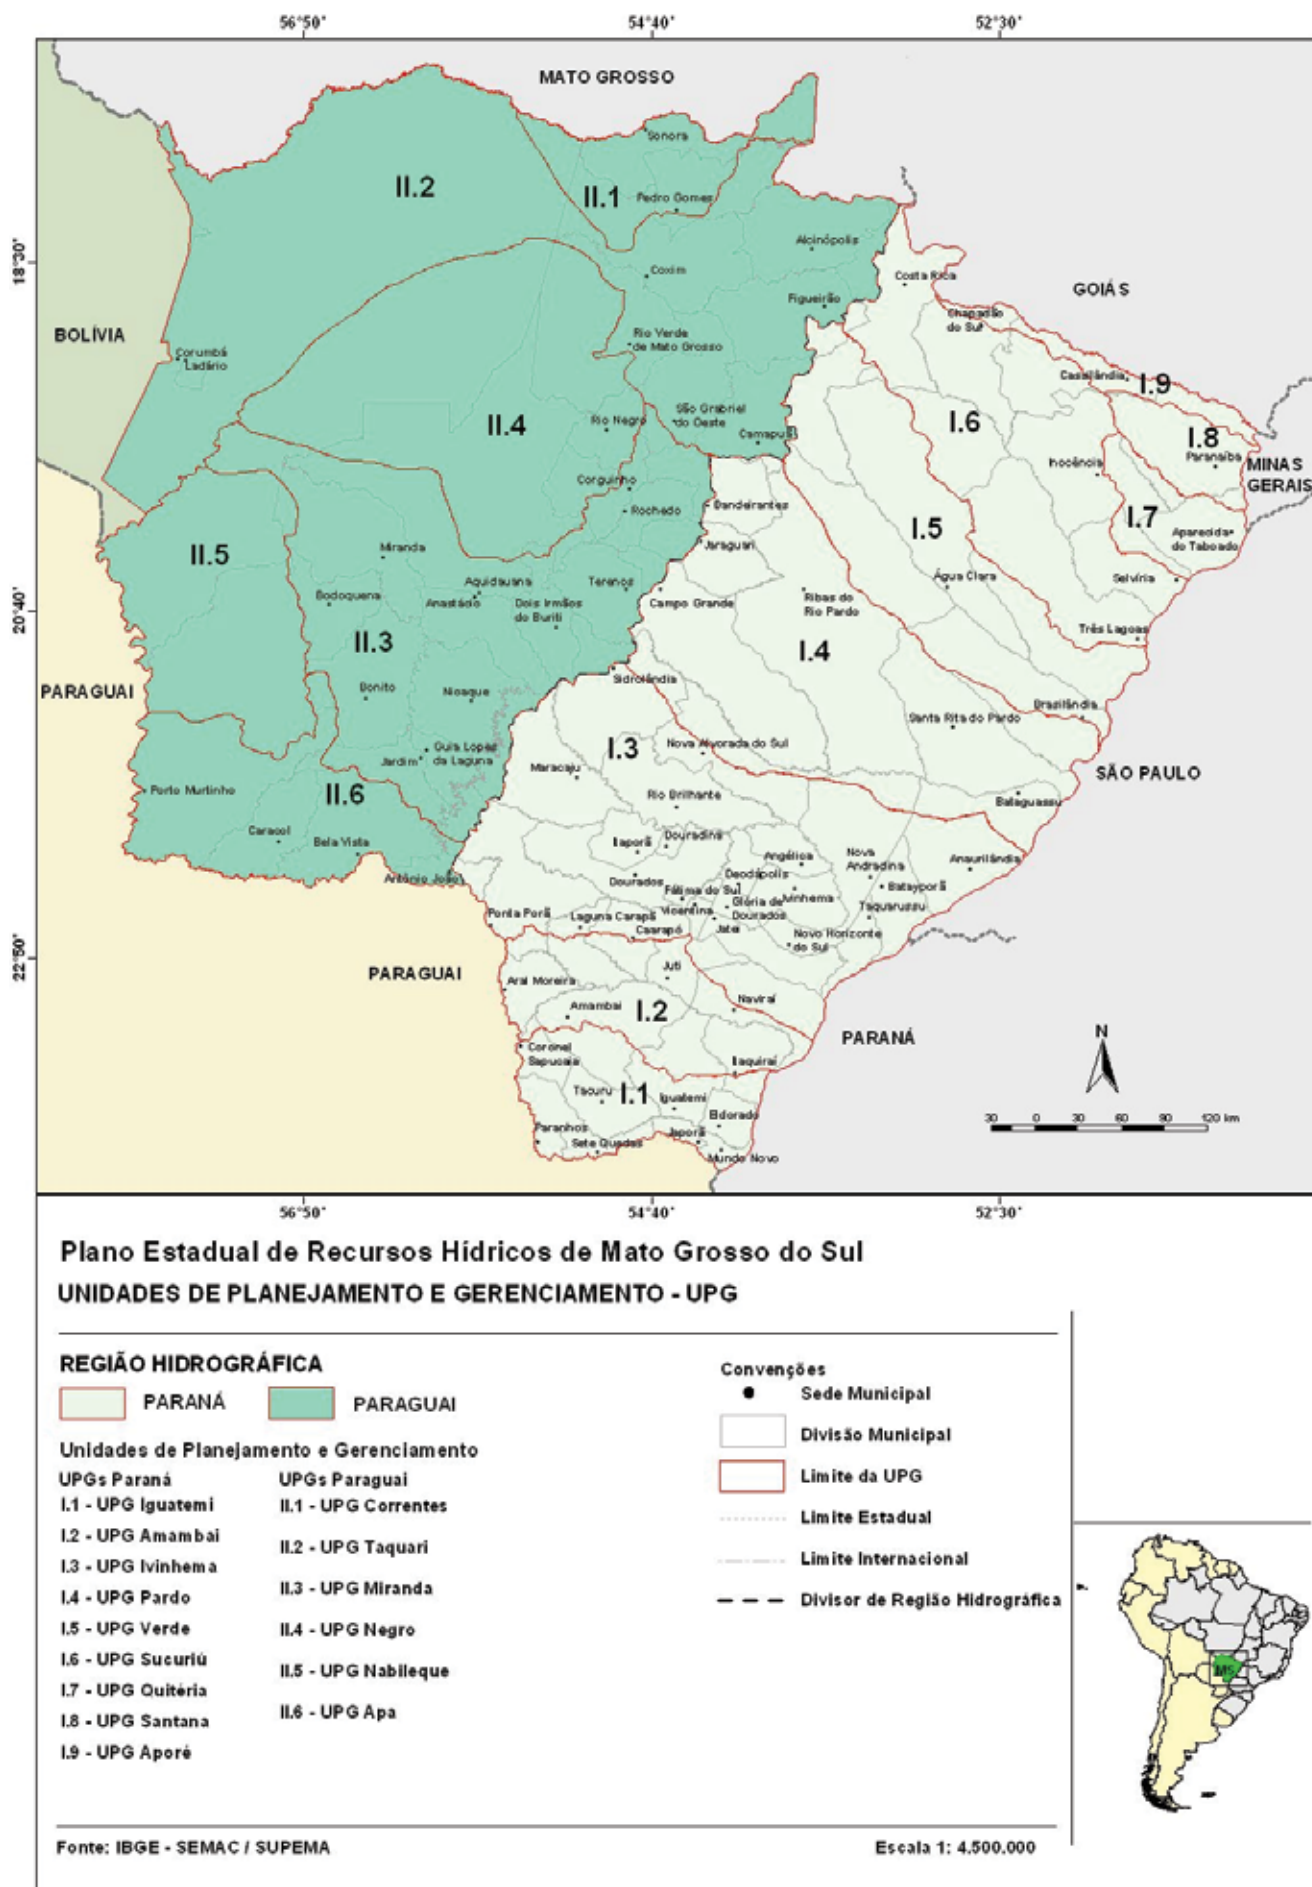 56°50'
54°40'
52°30'
MATO GROSSO
Sonora
II.2
II.1
Pedro Gomes
Alcinópolis
18°30'
Coxim
Costa Rica
GOIÁS
Figueirão
Chapadão
do Sul
BOLÍVIA
Rio Verde
de Mato Grosso
Corumbá
Ladário
Cassilândia
I.9
São Grabriel
do Oeste
I.6
II.4
Rio Negro
Camapuã
I.8
Paranaíba
Inocência
MINAS
GERAIS
Corguinho
Bandeirantes
Rochedo
I.5
I.7
Aparecida
do Taboado
II.5
Miranda
Jaraguari
Aquidauana
Terenos
Água Clara
Selvíria
Bodoquena
Anastácio
Dois Irmãos
do Buriti
Campo Grande
Ribas do
Rio Pardo
20°40'
II.3
I.4
Três Lagoas
PARAGUAI
Bonito
Nioaque
Sidrolândia
Brasilândia
Santa Rita do Pardo
Guia Lopes
da Laguna
Jardim
I.3
Nova Alvorada do Sul
Maracaju
SÃO PAULO
Porto Murtinho
II.6
Rio Brilhante
Bataguassu
Caracol
Bela Vista
Itaporã
Douradina
Angélica
Nova
Andradina
Anaurilândia
Antônio João
Dourados
Deodápolis
Fátima do Sul
Ivinhema
Batayporã
Glória de
Dourados
Vicentina
Taquarussu
Ponta Porã
Laguna Carapã
Caarapó
Jateí
Novo Horizonte
do Sul
22°50'
PARAGUAI
Juti
Aral Moreira
Naviraí
Amambai
I.2
PARANÁ
N
Coronel
Sapucaia
Itaquiraí
Tacuru
I.1
Iguatemi
Eldorado
30 0 30 60 90 120 km
Paranhos
Sete Quedas
Japorã
Mundo Novo
56°50'
54°40'
52°30'
Plano Estadual de Recursos Hídricos de Mato Grosso do Sul
UNIDADES DE PLANEJAMENTO E GERENCIAMENTO - UPG
REGIÃO HIDROGRÁFICA
PARANÁ
PARAGUAI
Unidades de Planejamento e Gerenciamento
UPGs Paraná
I.1 - UPG Iguatemi
I.2 - UPG Amambai
I.3 - UPG Ivinhema
I.4 - UPG Pardo
I.5 - UPG Verde
I.6 - UPG Sucuriú
I.7 - UPG Quitéria
I.8 - UPG Santana
I.9 - UPG Aporé
UPGs Paraguai
II.1 - UPG Correntes
II.2 - UPG Taquari
II.3 - UPG Miranda
II.4 - UPG Negro
II.5 - UPG Nabileque
II.6 - UPG Apa
Convenções
Sede Municipal
Divisão Municipal
Limite da UPG
Limite Estadual
Limite Internacional
Divisor de Região Hidrográfica
MS
Fonte: IBGE - SEMAC / SUPEMA
Escala 1: 4.500.000